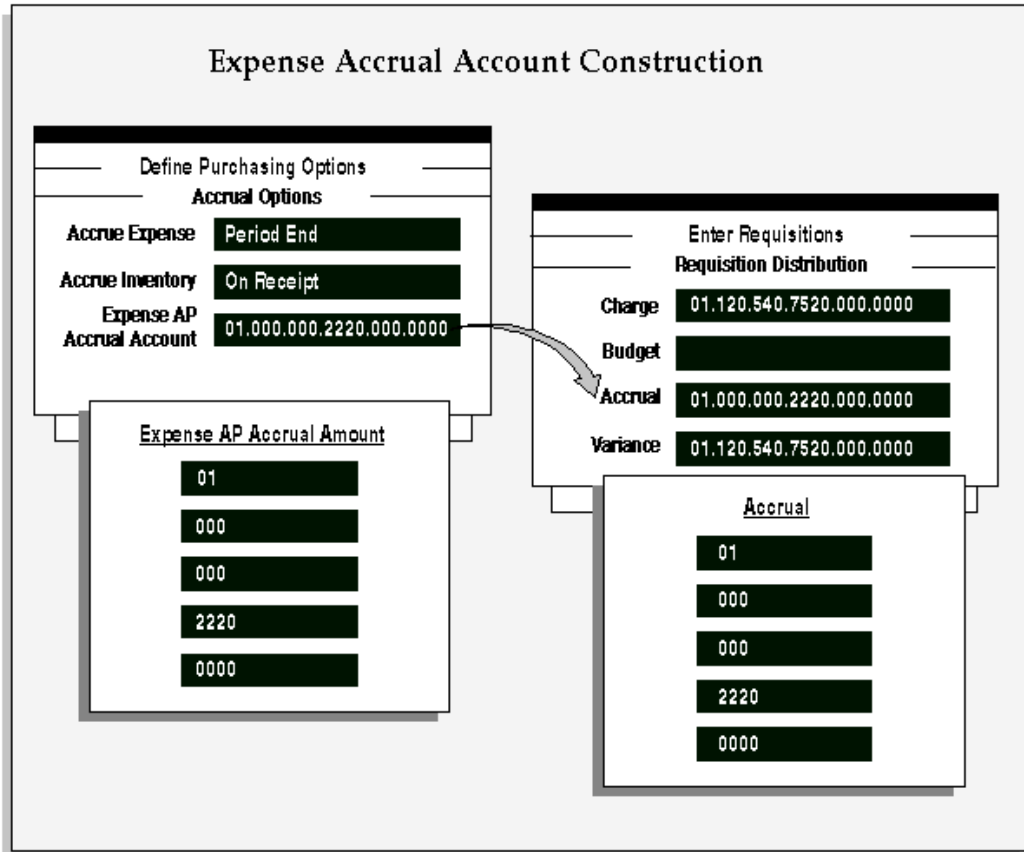 Expense Accrual Account Construction
Define Purchasing Options
Accrual Options
Accrue Expense Period End
Accrue Inventory On Receipt
Expense AP
Accrual Account 01.000.000.2220.000.0000
Expense AP Accrual Amount
01
000
000
2220
0000
Enter Requisitions
Requisition Distribution
Charge 01.120.540.7520.000.0000
Budget
Accrual 01.000.000.2220.000.0000
Variance 01.120.540.7520.000.0000
Accrual
01
000
000
2220
0000